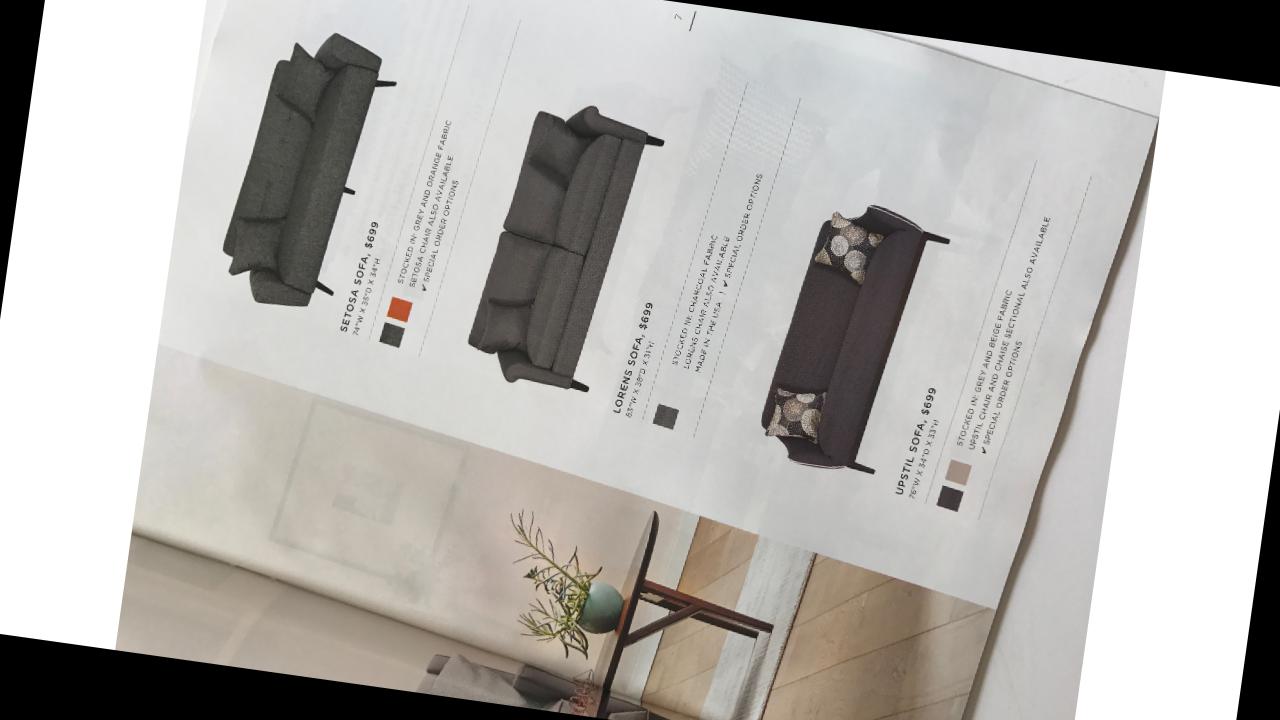 SETOSA SOFA, $699
74"W X 35"D X 34"H
STOCKED IN: GREY AND ORANGE FABRIC
SETOSA CHAIR ALSO AVAILABLE
✔ SPECIAL ORDER OPTIONS
LORENS SOFA, $699
83"W X 38"D X 31"H
STOCKED IN: CHARCOAL FABRIC
LORENS CHAIR ALSO AVAILABLE
MADE IN THE USA | ✔ SPECIAL ORDER OPTIONS
UPSTIL SOFA, $699
76"W X 34"D X 33"H
STOCKED IN: GREY AND BEIGE FABRIC
UPSTIL CHAIR AND CHAISE SECTIONAL ALSO AVAILABLE
✔ SPECIAL ORDER OPTIONS
7